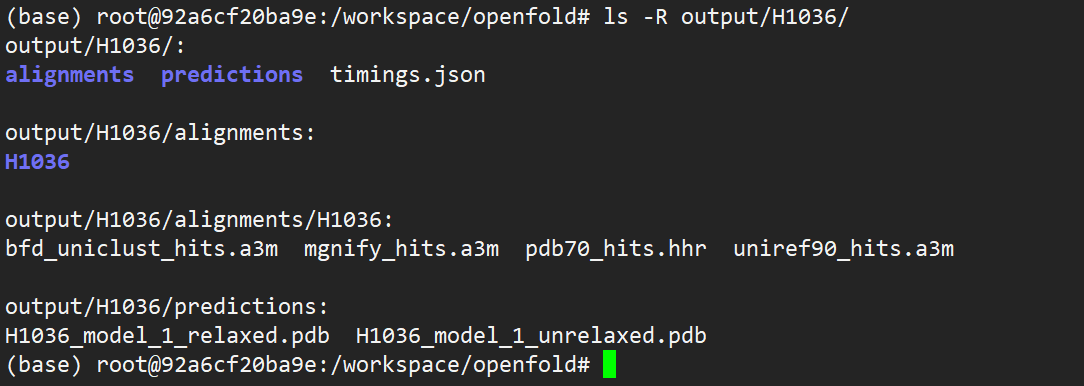 (base) root@92a6cf20ba9e:/workspace/openfold# ls -R output/H1036/
output/H1036/:
alignments  predictions  timings.json

output/H1036/alignments:
H1036

output/H1036/alignments/H1036:
bfd_uniclust_hits.a3m  mgnify_hits.a3m  pdb70_hits.hhr  uniref90_hits.a3m

output/H1036/predictions:
H1036_model_1_relaxed.pdb  H1036_model_1_unrelaxed.pdb
(base) root@92a6cf20ba9e:/workspace/openfold#